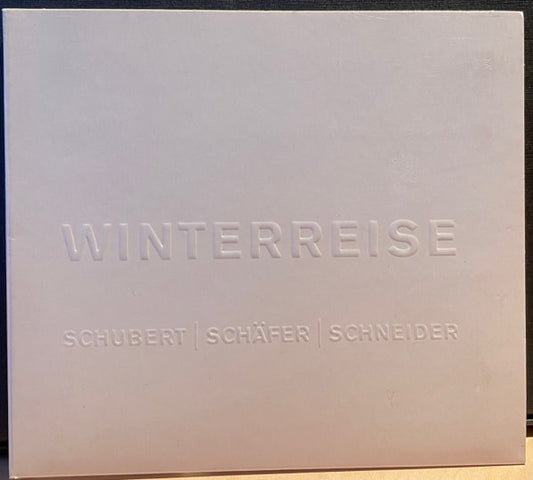 WINTERREISE
SCHUBERT | SCHÄFER | SCHNEIDER